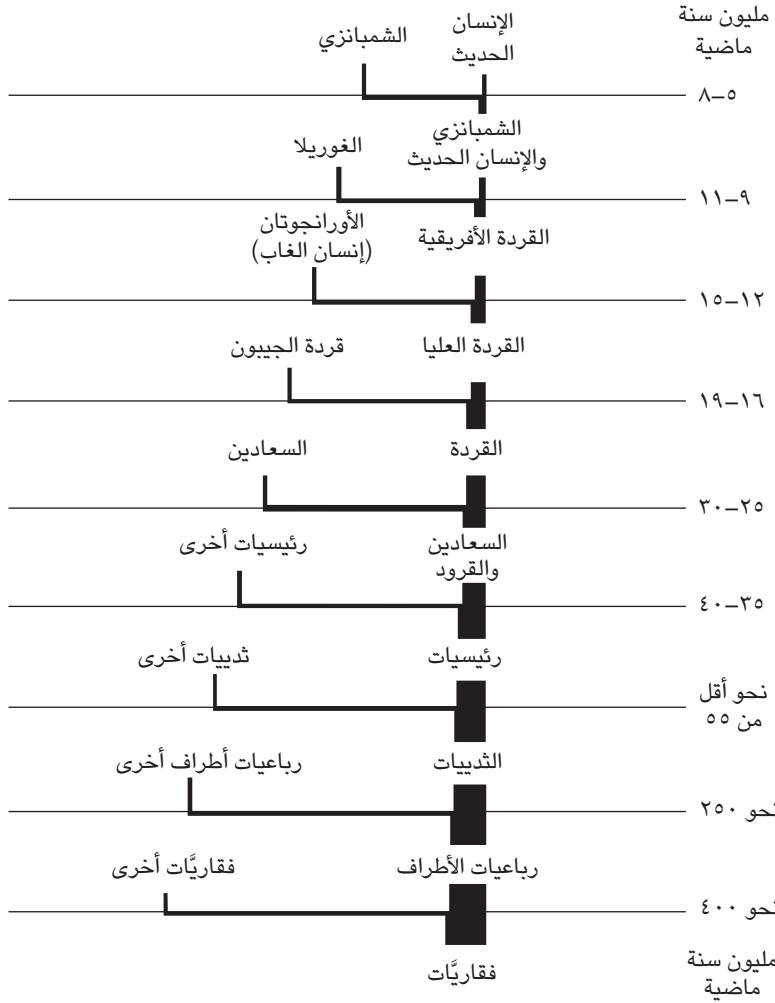 مليون سنة
ماضية
الإنسان
الحديث
الشمبانزي
٥–٨
الشمبانزي
والإنسان الحديث
الغوريلا
٩–١١
القردة الأفريقية
الأورانجوتان
(إنسان الغاب)
١٢–١٥
القردة العليا
قردة الجيبون
١٦–١٩
القردة
السعادين
٢٥–٣٠
السعادين
والقرود
رئيسيات أخرى
٣٥–٤٠
رئيسيات
ثدييات أخرى
نحو أقل
من ٥٥
الثدييات
رباعيات أطراف أخرى
نحو ٢٥٠
رباعيات الأطراف
فقاريَّات أخرى
نحو ٤٠٠
فقاريَّات
مليون سنة
ماضية